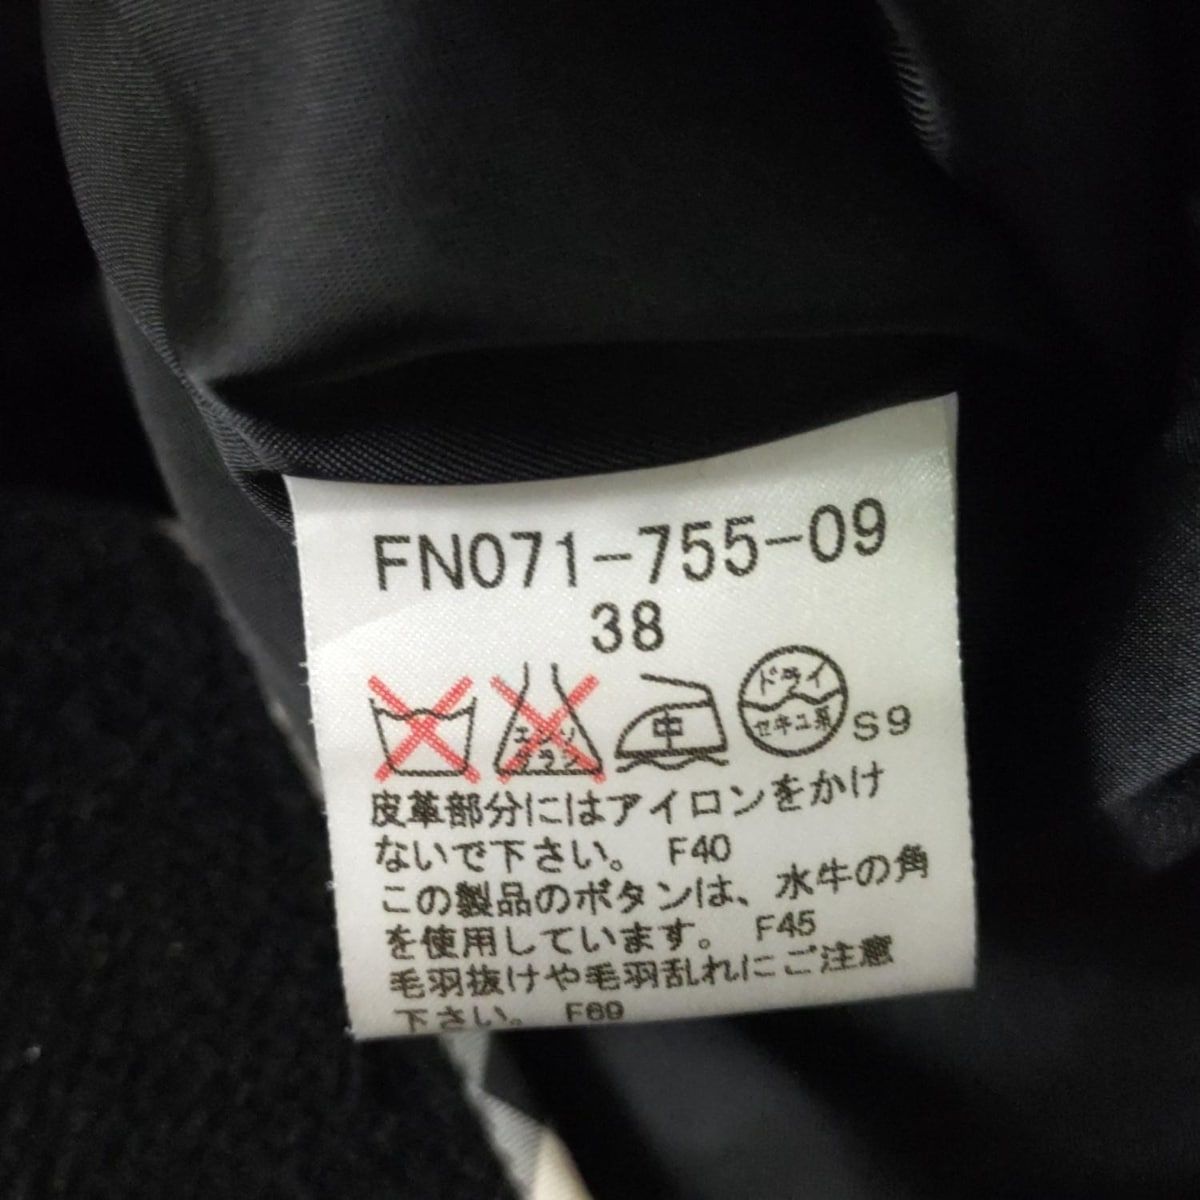 FN071-755-09
38
エンソ
サラシ
中
ドライ
セキユ系
S9
皮革部分にはアイロンをかけ
ないで下さい。 F40
この製品のボタンは、水牛の角
を使用しています。 F45
毛羽抜けや毛羽乱れにご注意
下さい。 F69